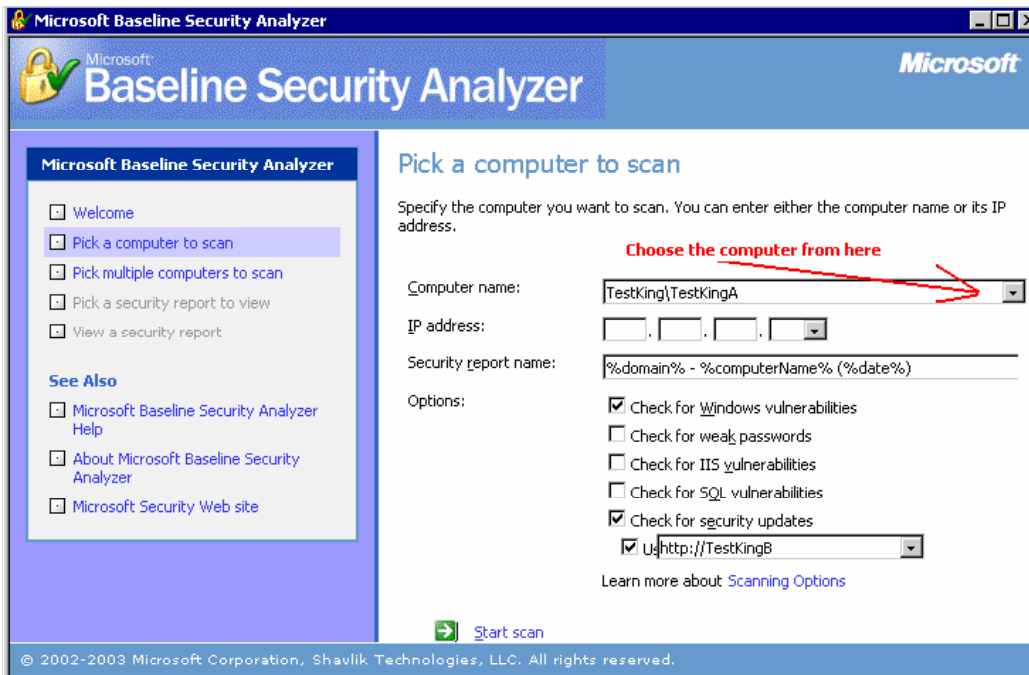 Microsoft Baseline Security Analyzer
Microsoft
Baseline Security Analyzer
Microsoft
Microsoft Baseline Security Analyzer
Welcome
Pick a computer to scan
Pick multiple computers to scan
Pick a security report to view
View a security report
See Also
Microsoft Baseline Security Analyzer
Help
About Microsoft Baseline Security
Analyzer
Microsoft Security Web site
Pick a computer to scan
Specify the computer you want to scan. You can enter either the computer name or its IP
address.
Choose the computer from here
Computer name:
TestKing\TestKingA
IP address:
. . .
Security report name:
%domain% - %computerName% (%date%)
Options:
Check for Windows vulnerabilities
Check for weak passwords
Check for IIS vulnerabilities
Check for SQL vulnerabilities
Check for security updates
http://TestKingB
Learn more about Scanning Options
Start scan
© 2002-2003 Microsoft Corporation, Shavlik Technologies, LLC. All rights reserved.